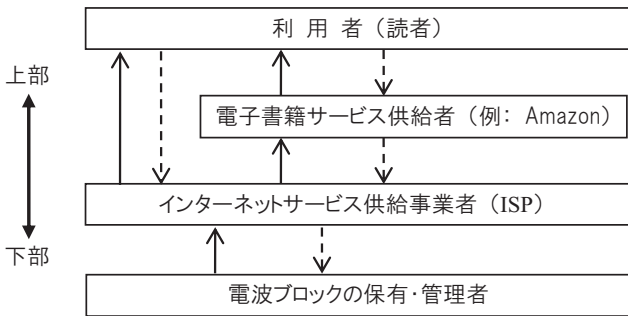 利 用 者 (読者)
上部
電子書籍サービス供給者 (例: Amazon)
インターネットサービス供給事業者 (ISP)
下部
電波ブロックの保有・管理者